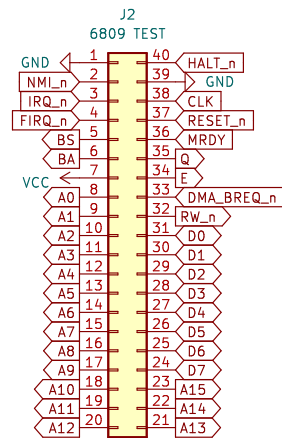 J2
6809 TEST
GND 1 40 HALT_n
NMI_n 2 39 GND
IRQ_n 3 38 CLK
FIRQ_n 4 37 RESET_n
BS 5 36 MRDY
BA 6 35 Q
VCC 7 34 E
A0 8 33 DMA_BREQ_n
A1 9 32 RW_n
A2 10 31 D0
A3 11 30 D1
A4 12 29 D2
A5 13 28 D3
A6 14 27 D4
A7 15 26 D5
A8 16 25 D6
A9 17 24 D7
A10 18 23 A15
A11 19 22 A14
A12 20 21 A13